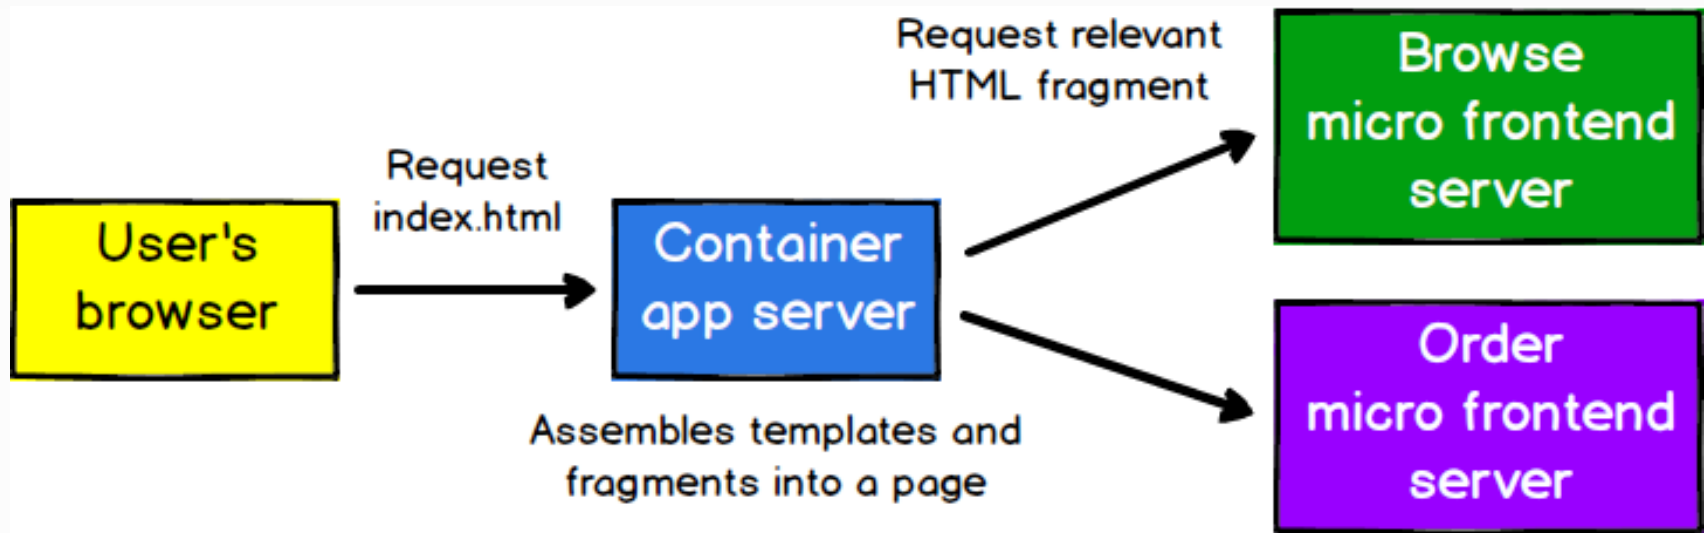 User's
browser
Request
index.html
Container
app server
Assembles templates and
fragments into a page
Request relevant
HTML fragment
Browse
micro frontend
server
Order
micro frontend
server